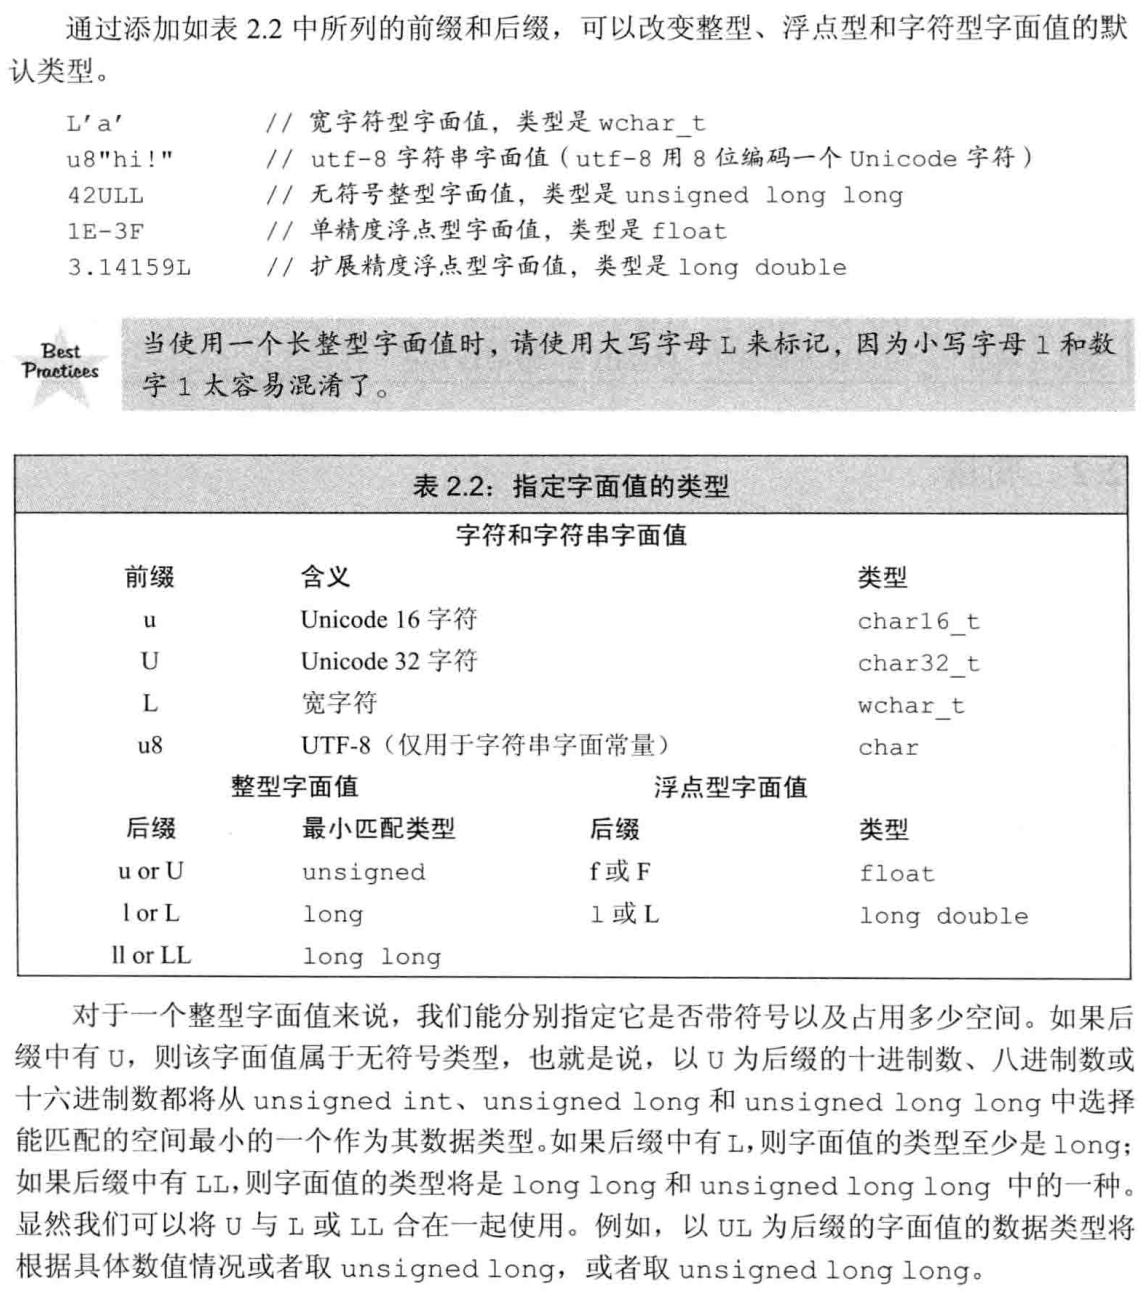 通过添加如表 2.2 中所列的前缀和后缀，可以改变整型、浮点型和字符型字面值的默
认类型。
L'a' // 宽字符型字面值，类型是 wchar_t
u8"hi!" // utf-8 字符串字面值（utf-8 用 8 位编码一个 Unicode 字符）
42ULL // 无符号整型字面值，类型是 unsigned long long
1E-3F // 单精度浮点型字面值，类型是 float
3.14159L // 扩展精度浮点型字面值，类型是 long double
Best
Practices
当使用一个长整型字面值时，请使用大写字母 L 来标记，因为小写字母 l 和数
字 1 太容易混淆了。
表 2.2：指定字面值的类型
字符和字符串字面值
前缀 含义 类型
u Unicode 16 字符 char16_t
U Unicode 32 字符 char32_t
L 宽字符 wchar_t
u8 UTF-8（仅用于字符串字面常量） char
整型字面值 浮点型字面值
后缀 最小匹配类型 后缀 类型
u or U unsigned f 或 F float
l or L long l 或 L long double
ll or LL long long
对于一个整型字面值来说，我们能分别指定它是否带符号以及占用多少空间。如果后
缀中有 U，则该字面值属于无符号类型，也就是说，以 U 为后缀的十进制数、八进制数或
十六进制数都将从 unsigned int、unsigned long 和 unsigned long long 中选择
能匹配的空间最小的一个作为其数据类型。如果后缀中有 L，则字面值的类型至少是 long；
如果后缀中有 LL，则字面值的类型将是 long long 和 unsigned long long 中的一种。
显然我们可以将 U 与 L 或 LL 合在一起使用。例如，以 UL 为后缀的字面值的数据类型将
根据具体数值情况或者取 unsigned long，或者取 unsigned long long。